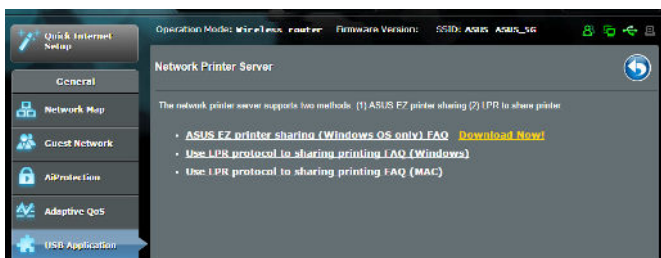 Quick Internet
Setup
Operation Mode: Wireless router Firmware Version: SSID: ASUS ASUS_5G
General
Network Printer Server
Network Map
The network printer server supports two methods: (1) ASUS EZ printer sharing (2) LPR to share printer
Guest Network
ASUS EZ printer sharing (Windows OS only) FAQ Download Now!
Use LPR protocol to sharing printing FAQ (Windows)
AiProtection
Use LPR protocol to sharing printing FAQ (MAC)
Adaptive QoS
USB Application